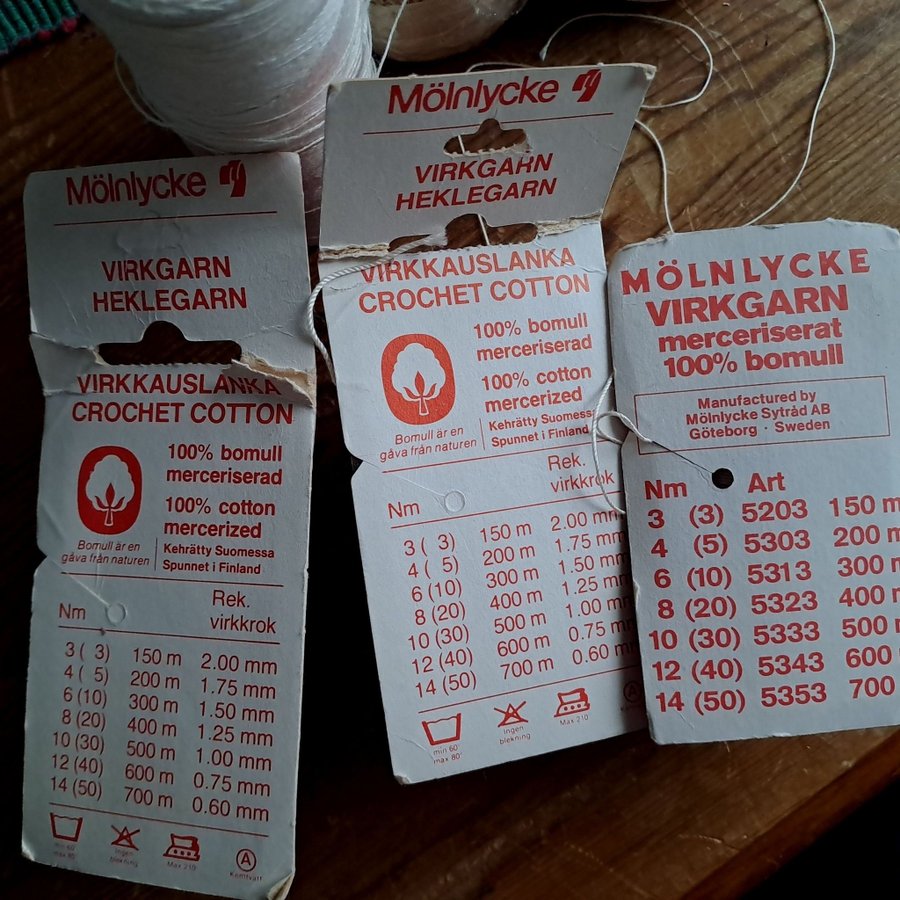 Mölnlycke
VIRKGARN
HEKLEGARN
VIRKKAUSLANKA
CROCHET COTTON
100% bomull
merceriserad
100% cotton
mercerized
Bomull är en
gåva från naturen
Kehrätty Suomessa
Spunnet i Finland
Nm Rek.
virkkrok
3 ( 3) 150 m 2.00 mm
4 ( 5) 200 m 1.75 mm
6 (10) 300 m 1.50 mm
8 (20) 400 m 1.25 mm
10 (30) 500 m 1.00 mm
12 (40) 600 m 0.75 mm
14 (50) 700 m 0.60 mm
min 60°
max 80°
Ingen
blekning
Max 210
A
Kemtvätt
Mölnlycke
VIRKGARN
HEKLEGARN
VIRKKAUSLANKA
CROCHET COTTON
100% bomull
merceriserad
100% cotton
mercerized
Bomull är en
gåva från naturen
Kehrätty Suomessa
Spunnet i Finland
Nm Rek.
virkkrok
3 ( 3) 150 m 2.00 mm
4 ( 5) 200 m 1.75 mm
6 (10) 300 m 1.50 mm
8 (20) 400 m 1.25 mm
10 (30) 500 m 1.00 mm
12 (40) 600 m 0.75 mm
14 (50) 700 m 0.60 mm
min 60°
max 80°
Ingen
blekning
Max 210
A
MÖLNLYCKE
VIRKGARN
merceriserat
100% bomull
Manufactured by
Mölnlycke Sytråd AB
Göteborg · Sweden
Nm Art
3 (3) 5203 150 m
4 (5) 5303 200 m
6 (10) 5313 300 m
8 (20) 5323 400 m
10 (30) 5333 500 m
12 (40) 5343 600
14 (50) 5353 700